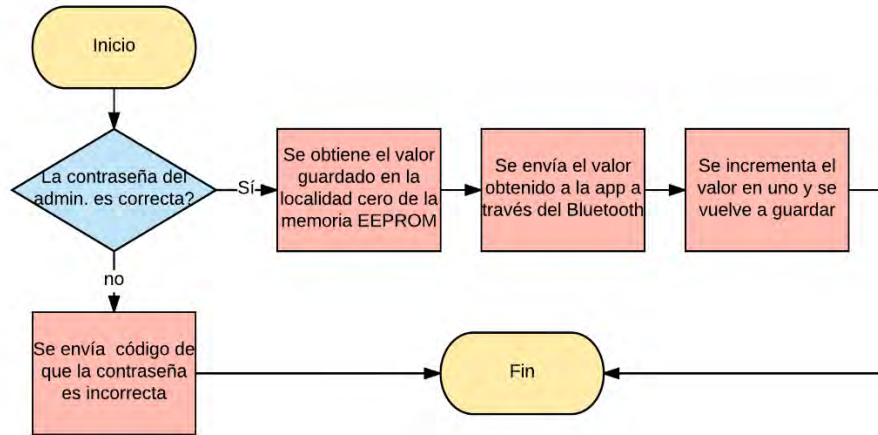 Inicio
La contraseña del
admin. es correcta?
Sí
Se obtiene el valor
guardado en la
localidad cero de la
memoria EEPROM
Se envía el valor
obtenido a la app a
través del Bluetooth
Se incrementa el
valor en uno y se
vuelve a guardar
no
Se envía código de
que la contraseña
es incorrecta
Fin